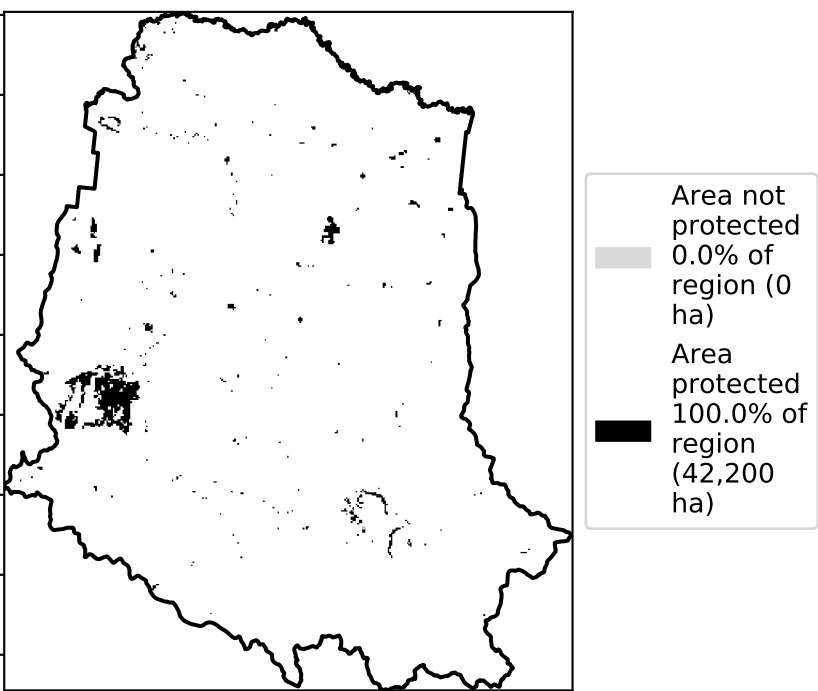 Area not
protected
0.0% of
region (0
ha)
Area
protected
100.0% of
region
(42,200
ha)